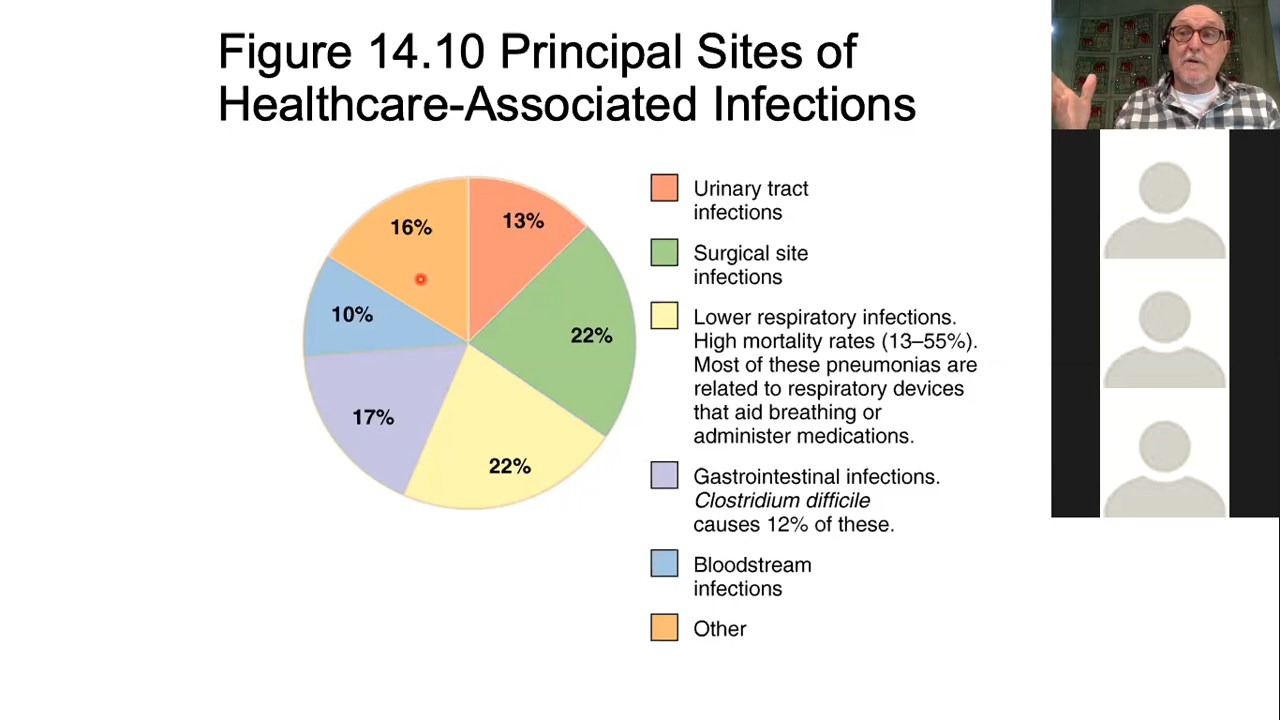 Figure 14.10 Principal Sites of
Healthcare-Associated Infections
16%
13%
10%
22%
17%
22%
Urinary tract
infections
Surgical site
infections
Lower respiratory infections.
High mortality rates (13–55%).
Most of these pneumonias are
related to respiratory devices
that aid breathing or
administer medications.
Gastrointestinal infections.
Clostridium difficile
causes 12% of these.
Bloodstream
infections
Other